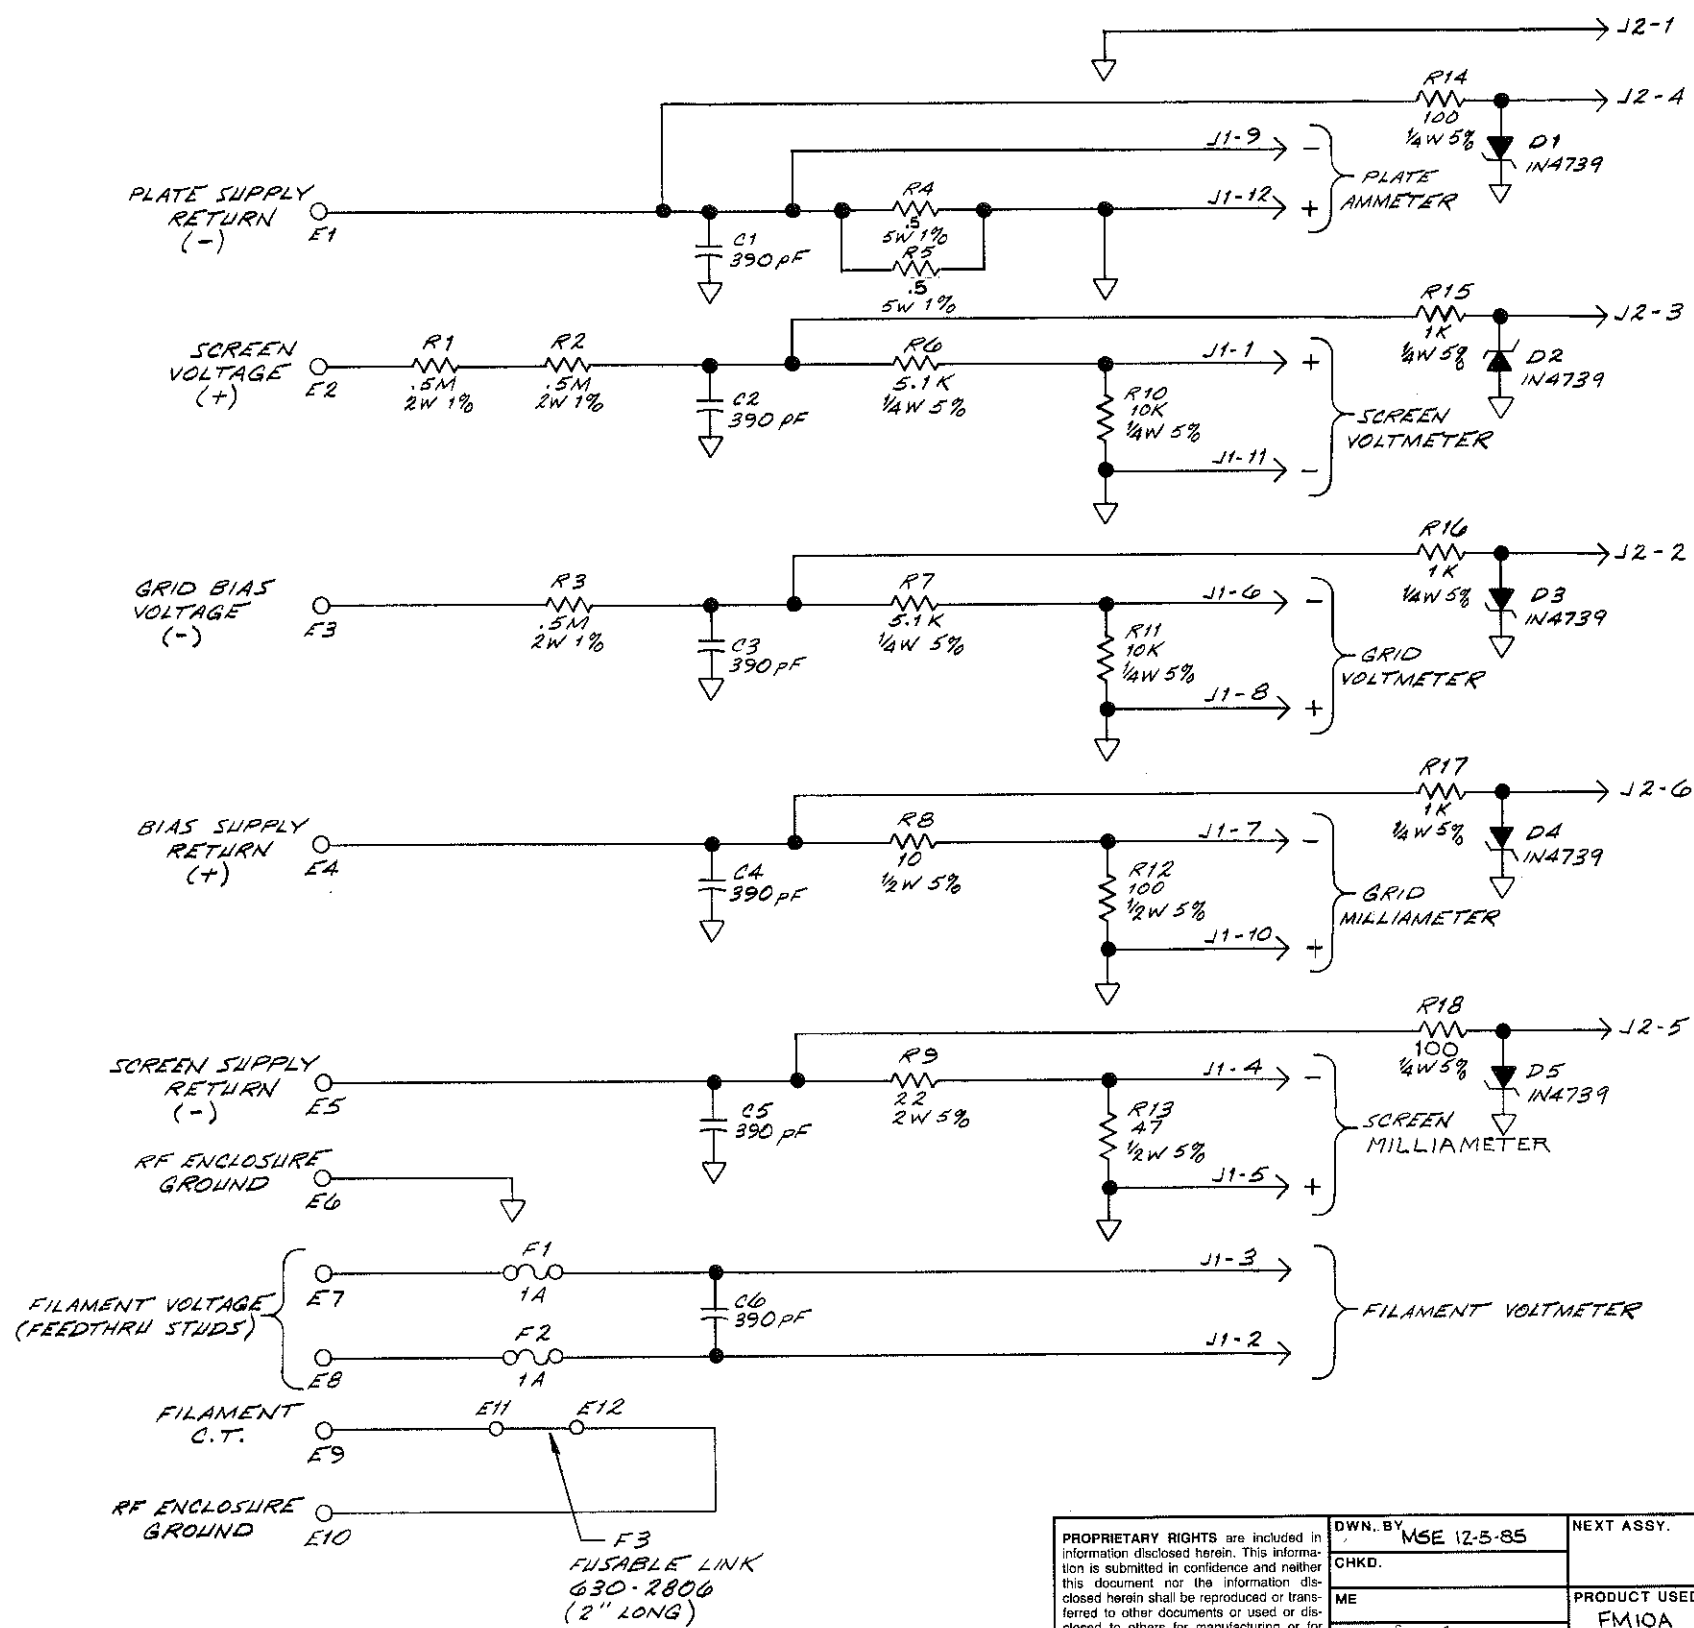 J2-1
R14
100
¼W 5%
J2-4
D1
IN4739
J1-9
-
J1-12
+
PLATE
AMMETER
PLATE SUPPLY
RETURN
(-)
E1
C1
390 pF
R4
.5
5W 1%
R5
.5
5W 1%
R15
1K
¼W 5%
J2-3
D2
IN4739
SCREEN
VOLTAGE
(+)
E2
R1
.5M
2W 1%
R2
.5M
2W 1%
C2
390 pF
R6
5.1K
¼W 5%
R10
10K
¼W 5%
J1-1
+
J1-11
-
SCREEN
VOLTMETER
R16
1K
¼W 5%
J2-2
D3
IN4739
GRID BIAS
VOLTAGE
(-)
E3
R3
.5M
2W 1%
C3
390 pF
R7
5.1K
¼W 5%
R11
10K
¼W 5%
J1-6
-
J1-8
+
GRID
VOLTMETER
R17
1K
¼W 5%
J2-6
D4
IN4739
BIAS SUPPLY
RETURN
(+)
E4
C4
390 pF
R8
10
½W 5%
R12
100
½W 5%
J1-7
-
J1-10
+
GRID
MILLIAMETER
R18
100
¼W 5%
J2-5
D5
IN4739
SCREEN SUPPLY
RETURN
(-)
E5
C5
390 pF
R9
22
2W 5%
R13
47
½W 5%
J1-4
-
J1-5
+
SCREEN
MILLIAMETER
RF ENCLOSURE
GROUND
E6
FILAMENT VOLTAGE
(FEEDTHRU STUDS)
E7
F1
1A
E8
F2
1A
C6
390 pF
J1-3
J1-2
FILAMENT VOLTMETER
FILAMENT
C.T.
E9
E11
E12
RF ENCLOSURE
GROUND
E10
F3
FUSABLE LINK
630-2806
(2" LONG)
PROPRIETARY RIGHTS are included in
information disclosed herein. This informa-
tion is submitted in confidence and neither
this document nor the information dis-
closed herein shall be reproduced or trans-
ferred to other documents or used or dis-
closed to others for manufacturing or for
DWN. BY MSE 12-5-85
CHKD.
ME
NEXT ASSY.
PRODUCT USED
FM10A